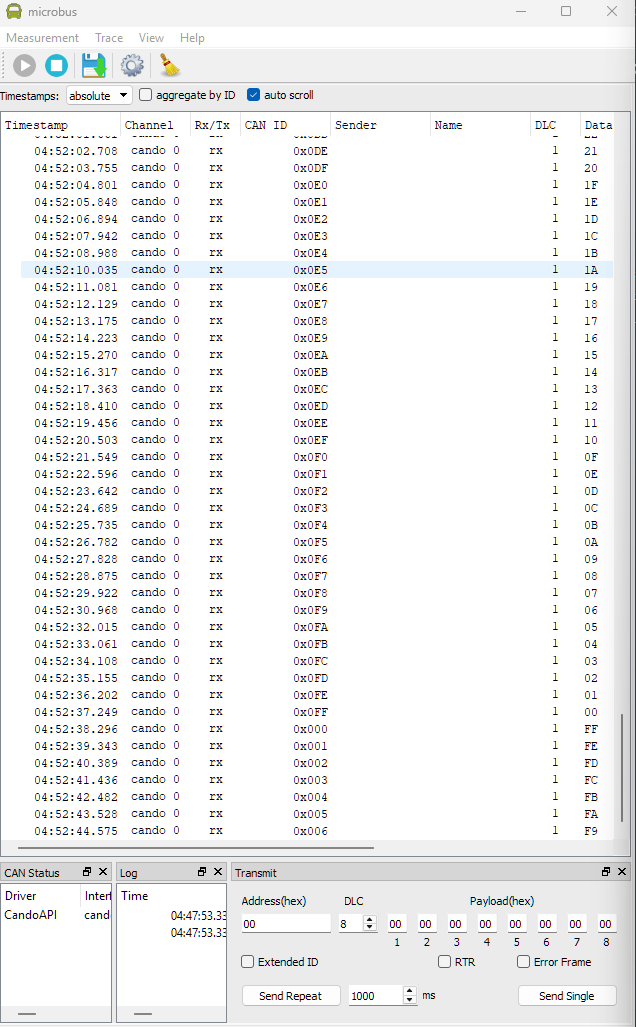 microbus
Measurement Trace View Help
Timestamps: absolute aggregate by ID auto scroll
Timestamp Channel Rx/Tx CAN ID Sender Name DLC Data
04:52:02.708 cando 0 rx 0x0DE 1 21
04:52:03.755 cando 0 rx 0x0DF 1 20
04:52:04.801 cando 0 rx 0x0E0 1 1F
04:52:05.848 cando 0 rx 0x0E1 1 1E
04:52:06.894 cando 0 rx 0x0E2 1 1D
04:52:07.942 cando 0 rx 0x0E3 1 1C
04:52:08.988 cando 0 rx 0x0E4 1 1B
04:52:10.035 cando 0 rx 0x0E5 1 1A
04:52:11.081 cando 0 rx 0x0E6 1 19
04:52:12.129 cando 0 rx 0x0E7 1 18
04:52:13.175 cando 0 rx 0x0E8 1 17
04:52:14.223 cando 0 rx 0x0E9 1 16
04:52:15.270 cando 0 rx 0x0EA 1 15
04:52:16.317 cando 0 rx 0x0EB 1 14
04:52:17.363 cando 0 rx 0x0EC 1 13
04:52:18.410 cando 0 rx 0x0ED 1 12
04:52:19.456 cando 0 rx 0x0EE 1 11
04:52:20.503 cando 0 rx 0x0EF 1 10
04:52:21.549 cando 0 rx 0x0F0 1 0F
04:52:22.596 cando 0 rx 0x0F1 1 0E
04:52:23.642 cando 0 rx 0x0F2 1 0D
04:52:24.689 cando 0 rx 0x0F3 1 0C
04:52:25.735 cando 0 rx 0x0F4 1 0B
04:52:26.782 cando 0 rx 0x0F5 1 0A
04:52:27.828 cando 0 rx 0x0F6 1 09
04:52:28.875 cando 0 rx 0x0F7 1 08
04:52:29.922 cando 0 rx 0x0F8 1 07
04:52:30.968 cando 0 rx 0x0F9 1 06
04:52:32.015 cando 0 rx 0x0FA 1 05
04:52:33.061 cando 0 rx 0x0FB 1 04
04:52:34.108 cando 0 rx 0x0FC 1 03
04:52:35.155 cando 0 rx 0x0FD 1 02
04:52:36.202 cando 0 rx 0x0FE 1 01
04:52:37.249 cando 0 rx 0x0FF 1 00
04:52:38.296 cando 0 rx 0x000 1 FF
04:52:39.343 cando 0 rx 0x001 1 FE
04:52:40.389 cando 0 rx 0x002 1 FD
04:52:41.436 cando 0 rx 0x003 1 FC
04:52:42.482 cando 0 rx 0x004 1 FB
04:52:43.528 cando 0 rx 0x005 1 FA
04:52:44.575 cando 0 rx 0x006 1 F9
CAN Status
Driver Interf
CandoAPI cand
Log
Time
04:47:53.33
04:47:53.33
Transmit
Address(hex) DLC Payload(hex)
00 8 00 00 00 00 00 00 00 00
1 2 3 4 5 6 7 8
Extended ID RTR Error Frame
Send Repeat 1000 ms Send Single